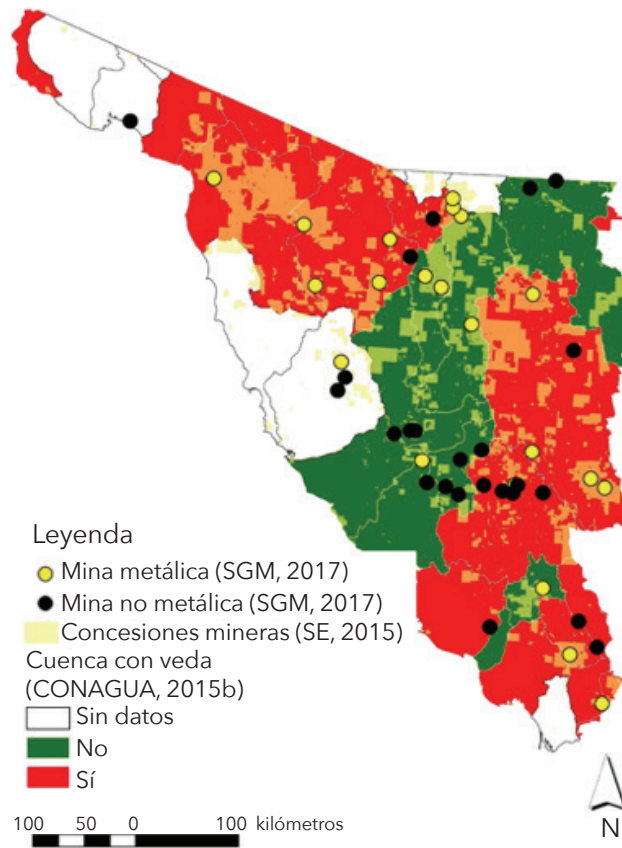 Leyenda
Mina metálica (SGM, 2017)
Mina no metálica (SGM, 2017)
Concesiones mineras (SE, 2015)
Cuenca con veda
(CONAGUA, 2015b)
Sin datos
No
Sí
100 50 0 100 kilómetros
N